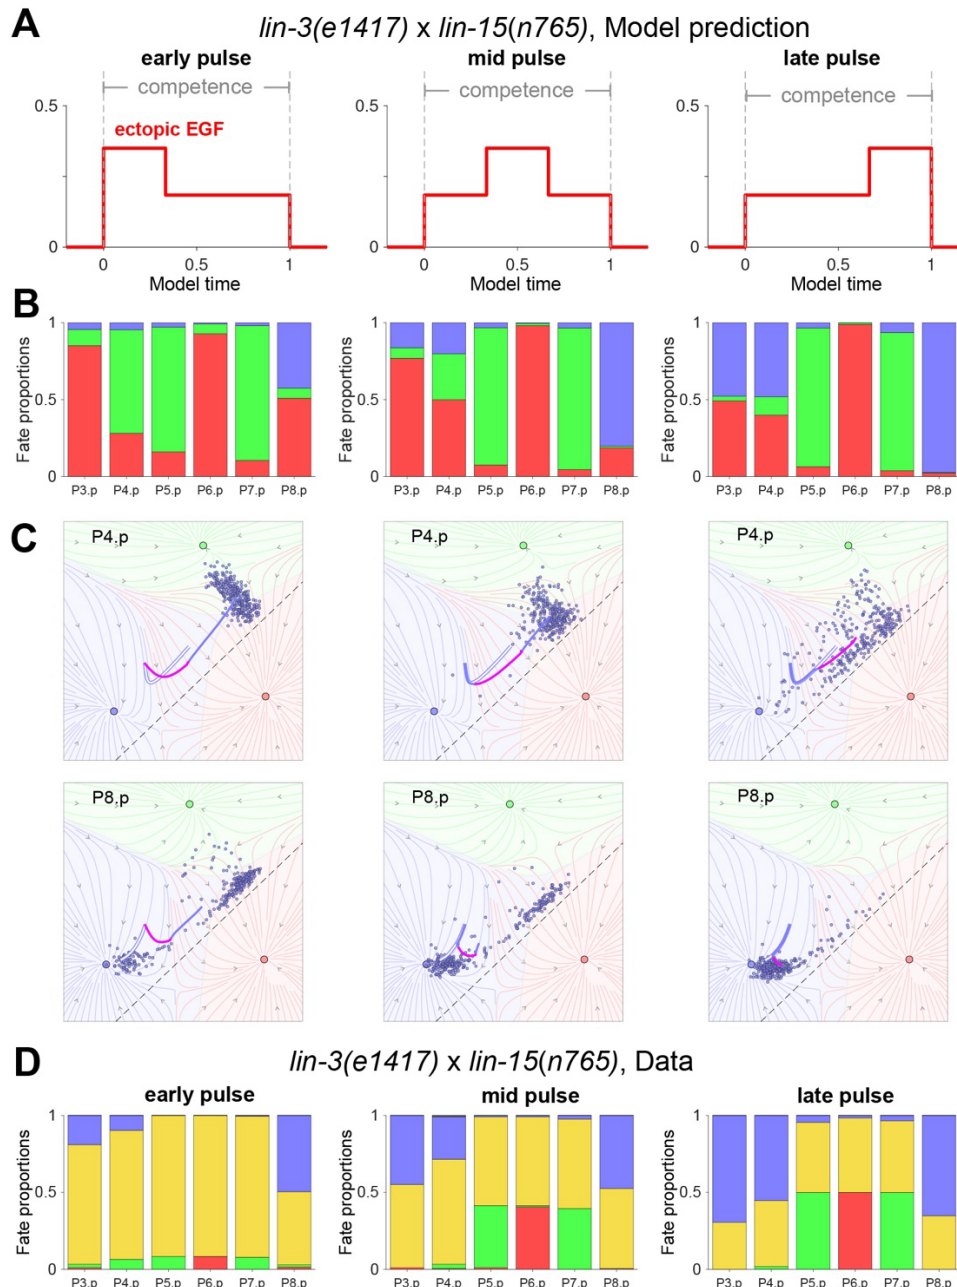 A
lin-3(e1417) x lin-15(n765), Model prediction
early pulse
mid pulse
late pulse
competence
competence
competence
0.5
0.5
0.5
ectopic EGF
0
0
0
0 0.5 1
0 0.5 1
0 0.5 1
Model time
Model time
Model time
B
1
1
1
Fate proportions
Fate proportions
Fate proportions
0.5
0.5
0.5
0
0
0
P3.p P4.p P5.p P6.p P7.p P8.p
P3.p P4.p P5.p P6.p P7.p P8.p
P3.p P4.p P5.p P6.p P7.p P8.p
C
P4.p
P4.p
P4.p
P8.p
P8.p
P8.p
D
lin-3(e1417) x lin-15(n765), Data
early pulse
mid pulse
late pulse
1
1
1
Fate proportions
Fate proportions
Fate proportions
0.5
0.5
0.5
0
0
0
P3.p P4.p P5.p P6.p P7.p P8.p
P3.p P4.p P5.p P6.p P7.p P8.p
P3.p P4.p P5.p P6.p P7.p P8.p